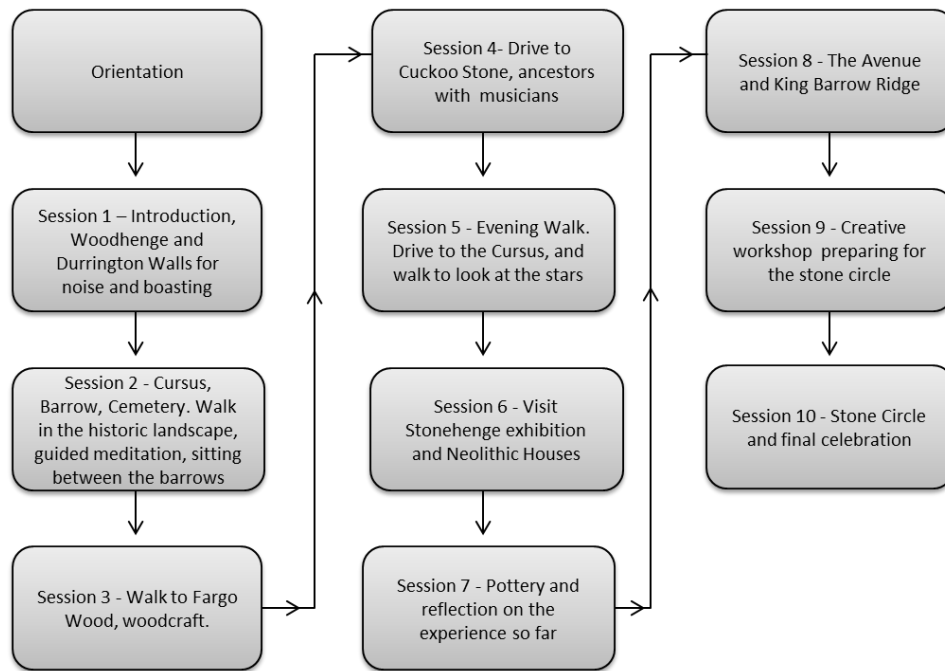 Orientation
Session 1 – Introduction,
Woodhenge and
Durrington Walls for
noise and boasting
Session 2 - Cursus,
Barrow, Cemetery. Walk
in the historic landscape,
guided meditation, sitting
between the barrows
Session 3 - Walk to Fargo
Wood, woodcraft.
Session 4- Drive to
Cuckoo Stone, ancestors
with musicians
Session 5 - Evening Walk.
Drive to the Cursus, and
walk to look at the stars
Session 6 - Visit
Stonehenge exhibition
and Neolithic Houses
Session 7 - Pottery and
reflection on the
experience so far
Session 8 - The Avenue
and King Barrow Ridge
Session 9 - Creative
workshop preparing for
the stone circle
Session 10 - Stone Circle
and final celebration